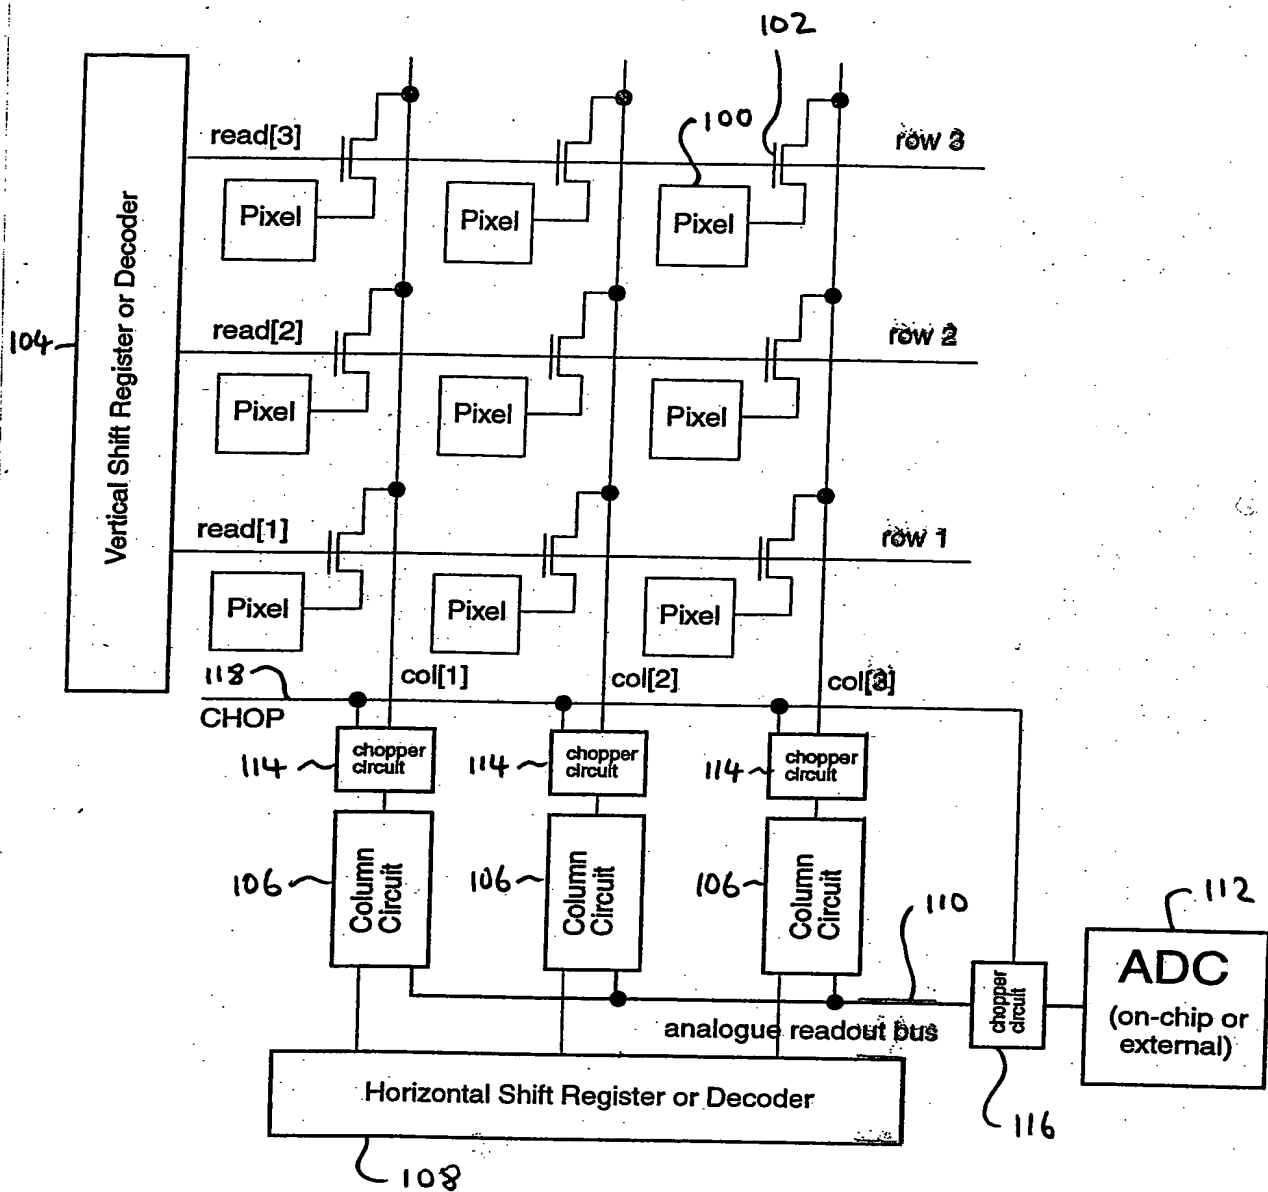 102
100
read[3]
row 3
Pixel
Pixel
Pixel
Vertical Shift Register or Decoder
104
read[2]
row 2
Pixel
Pixel
Pixel
read[1]
row 1
Pixel
Pixel
Pixel
118
col[1]
col[2]
col[3]
CHOP
114
chopper
circuit
114
chopper
circuit
114
chopper
circuit
106
Column
Circuit
106
Column
Circuit
106
Column
Circuit
110
112
ADC
(on-chip or
external)
chopper
circuit
analogue readout bus
116
Horizontal Shift Register or Decoder
108